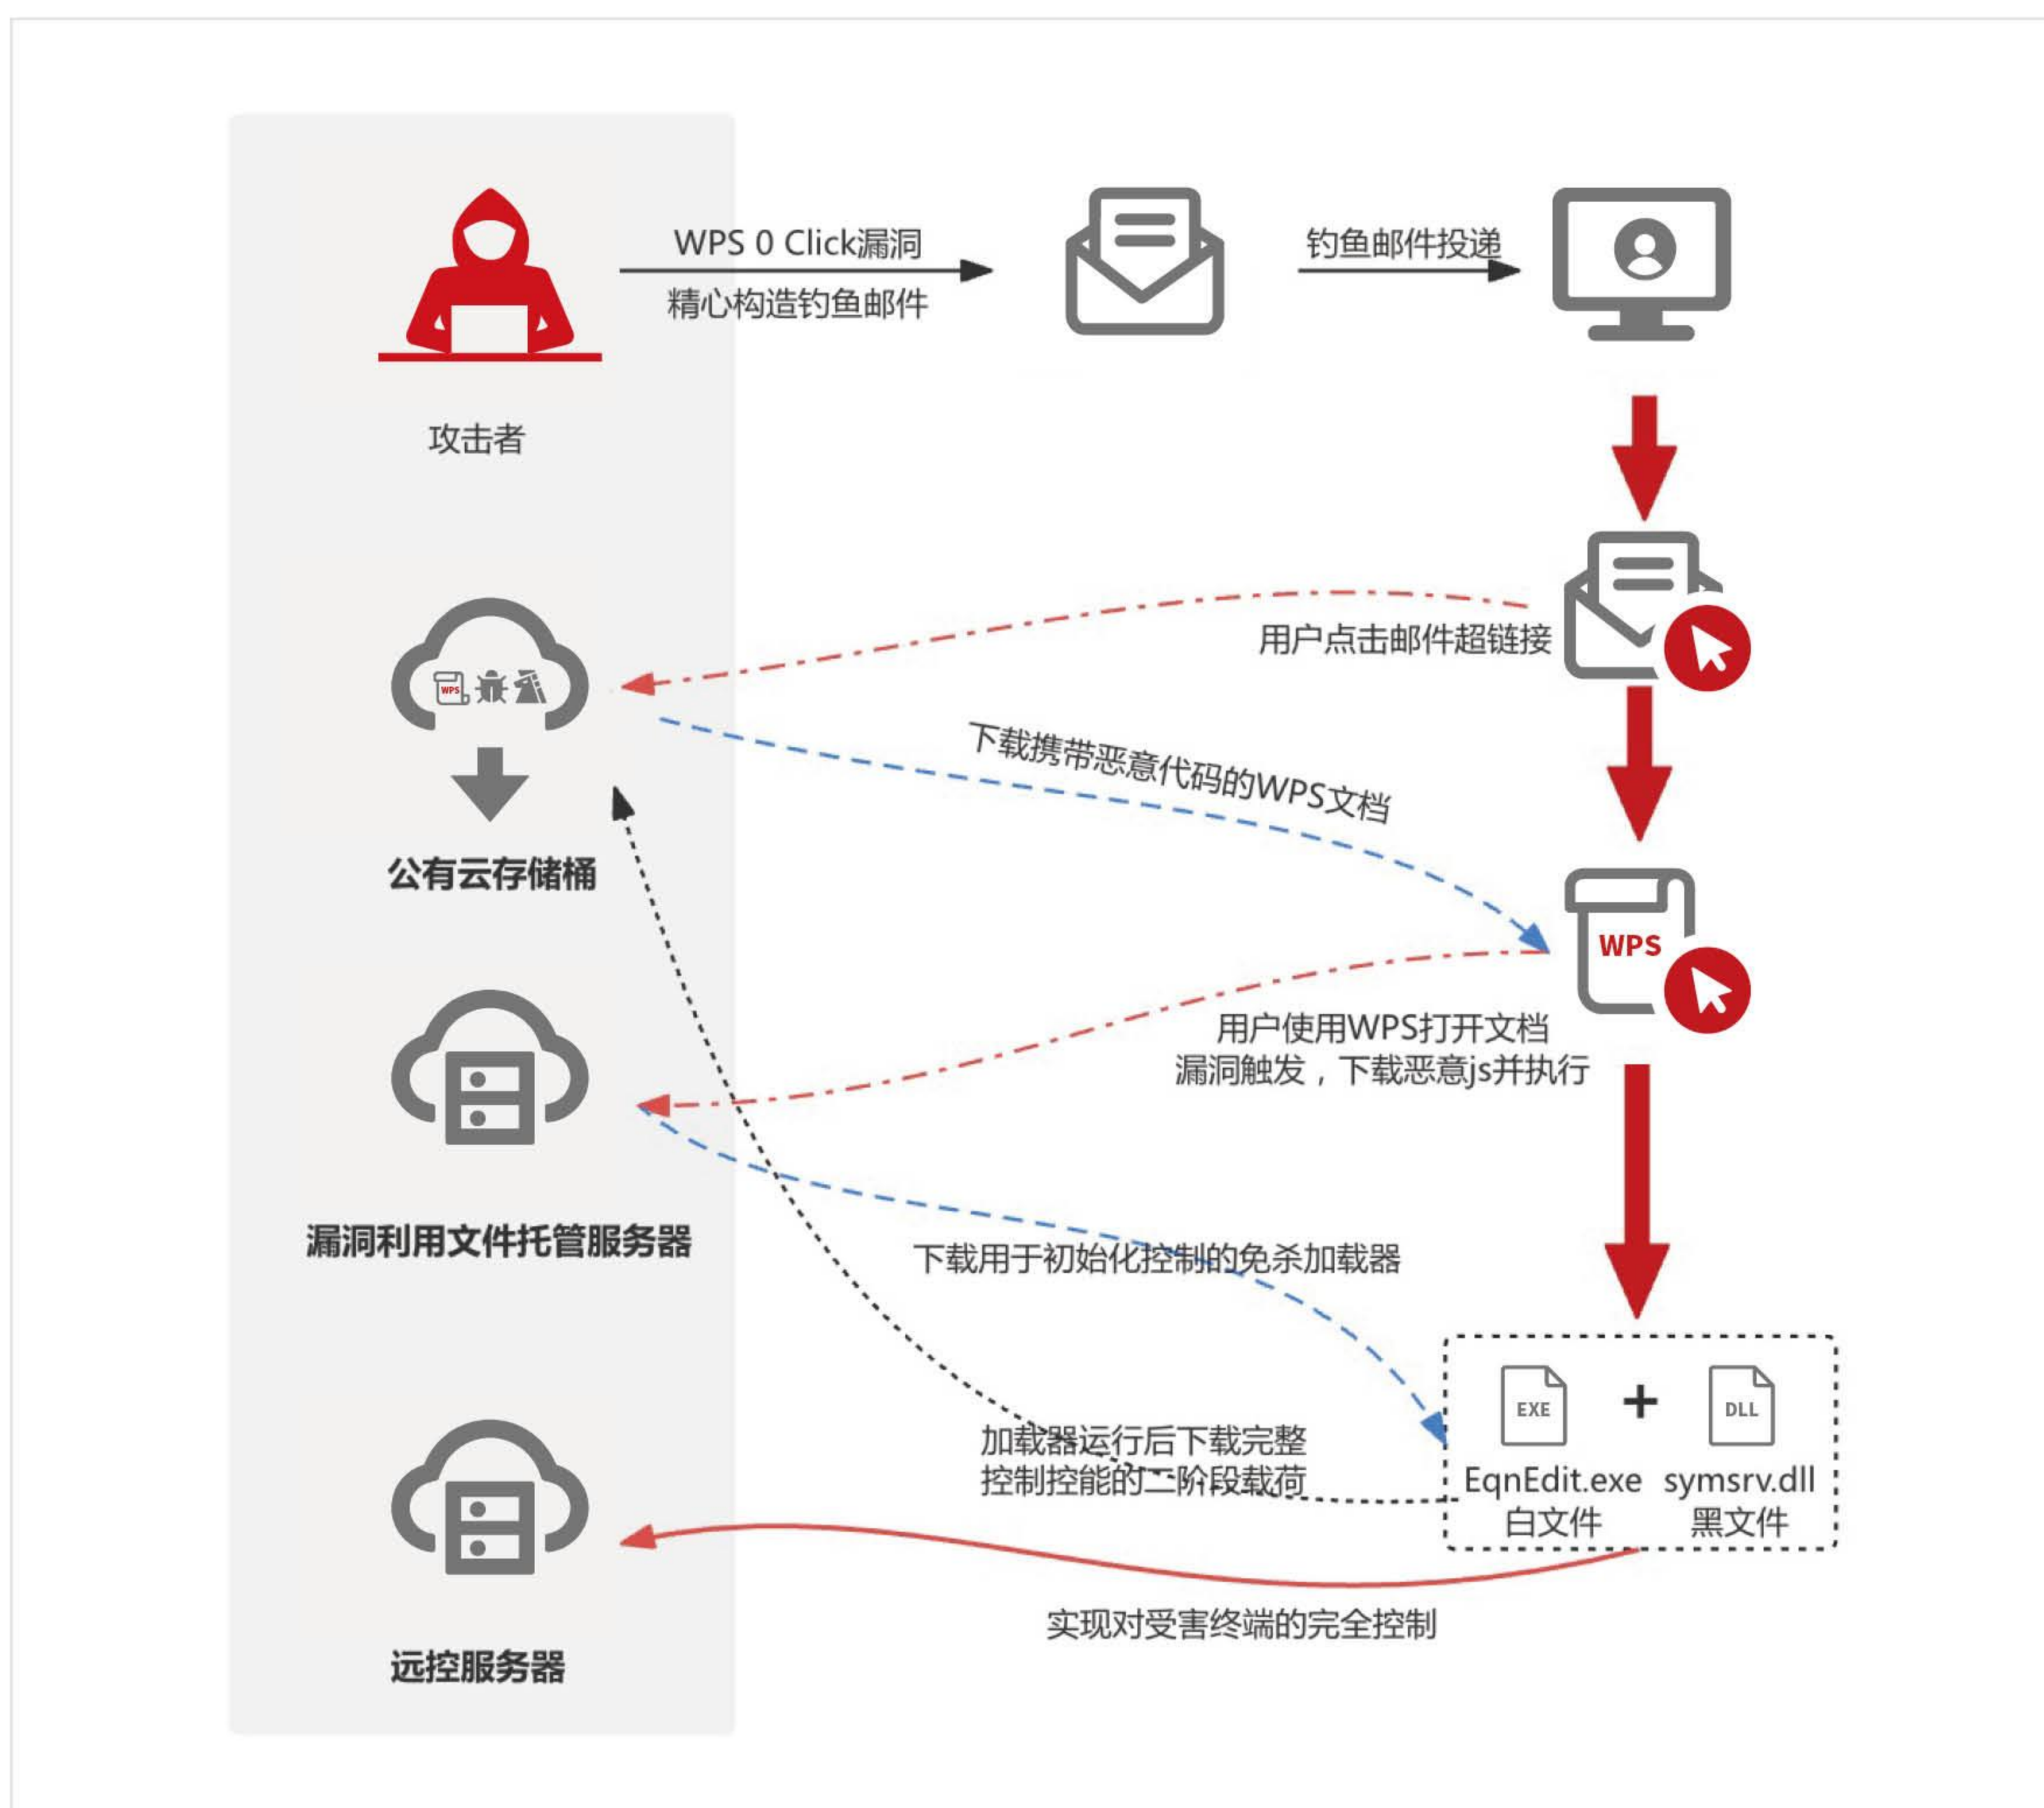 WPS 0 Click漏洞
精心构造钓鱼邮件
钓鱼邮件投递
攻击者
用户点击邮件超链接
WPS
下载携带恶意代码的WPS文档
公有云存储桶
WPS
用户使用WPS打开文档
漏洞触发，下载恶意js并执行
漏洞利用文件托管服务器
下载用于初始化控制的免杀加载器
EXE
+
DLL
加载器运行后下载完整
控制控能的二阶段载荷
EqnEdit.exe
symsrv.dll
白文件
黑文件
实现对受害终端的完全控制
远控服务器